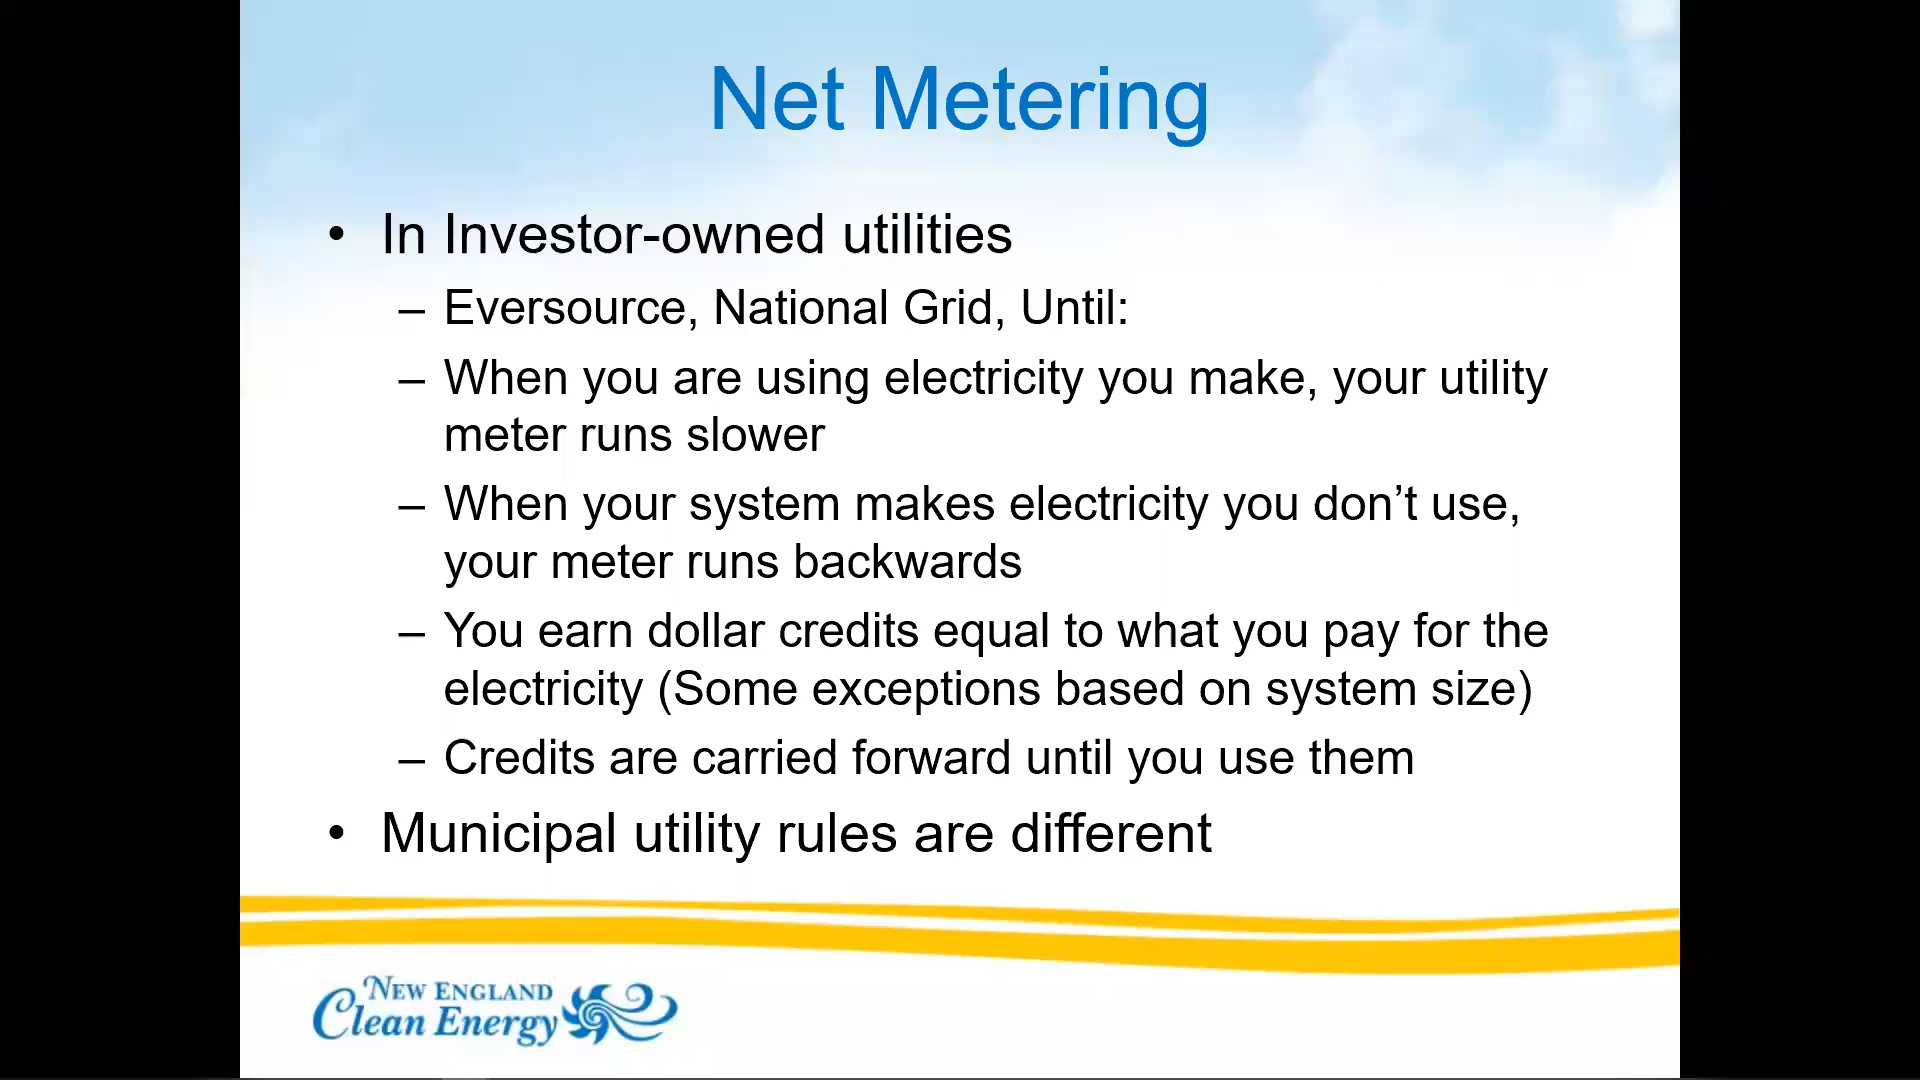 Net Metering
• In Investor-owned utilities
– Eversource, National Grid, Until:
– When you are using electricity you make, your utility
meter runs slower
– When your system makes electricity you don’t use,
your meter runs backwards
– You earn dollar credits equal to what you pay for the
electricity (Some exceptions based on system size)
– Credits are carried forward until you use them
• Municipal utility rules are different
NEW ENGLAND
Clean Energy